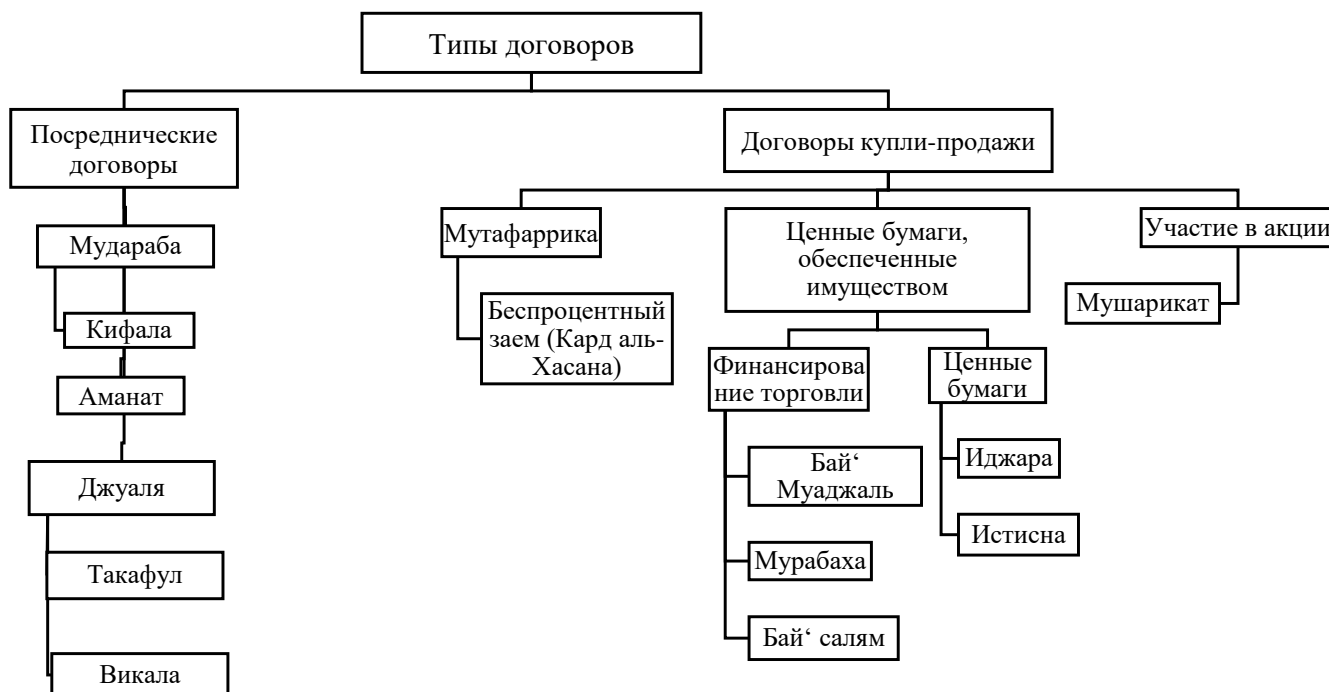 Типы договоров
Посреднические
договоры
Договоры купли-продажи
Мудараба
Кифала
Аманат
Джуаля
Такафул
Викала
Мутафаррика
Беспроцентный
заем (Кард аль-
Хасана)
Ценные бумаги,
обеспеченные
имуществом
Финансирова
ние торговли
Бай‘
Муаджаль
Мурабаха
Бай‘ салям
Ценные
бумаги
Иджара
Истисна
Участие в акции
Мушарикат